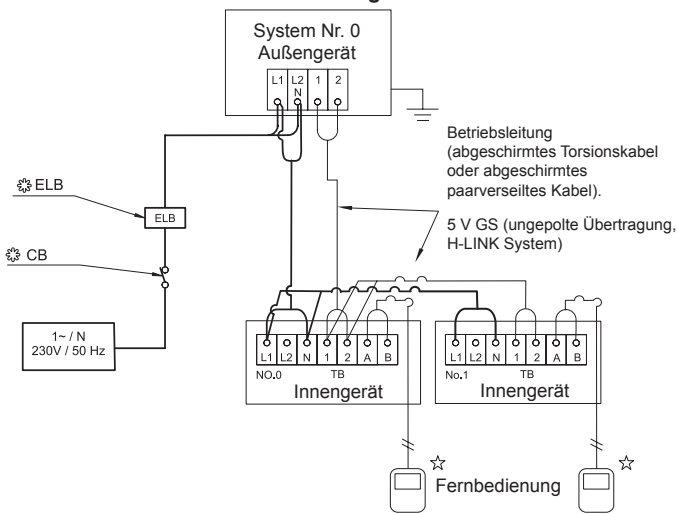 System Nr. 0
Außengerät
L1 L2 N 1 2
Betriebsleitung
(abgeschirmtes Torsionskabel
oder abgeschirmtes
paarverseiltes Kabel).
5 V GS (ungepolte Übertragung,
H-LINK System)
ELB
ELB
CB
1~ / N
230V / 50 Hz
L1 L2 N 1 2 A B
NO.0 TB
Innengerät
L1 L2 N 1 2 A B
No.1 TB
Innengerät
Fernbedienung